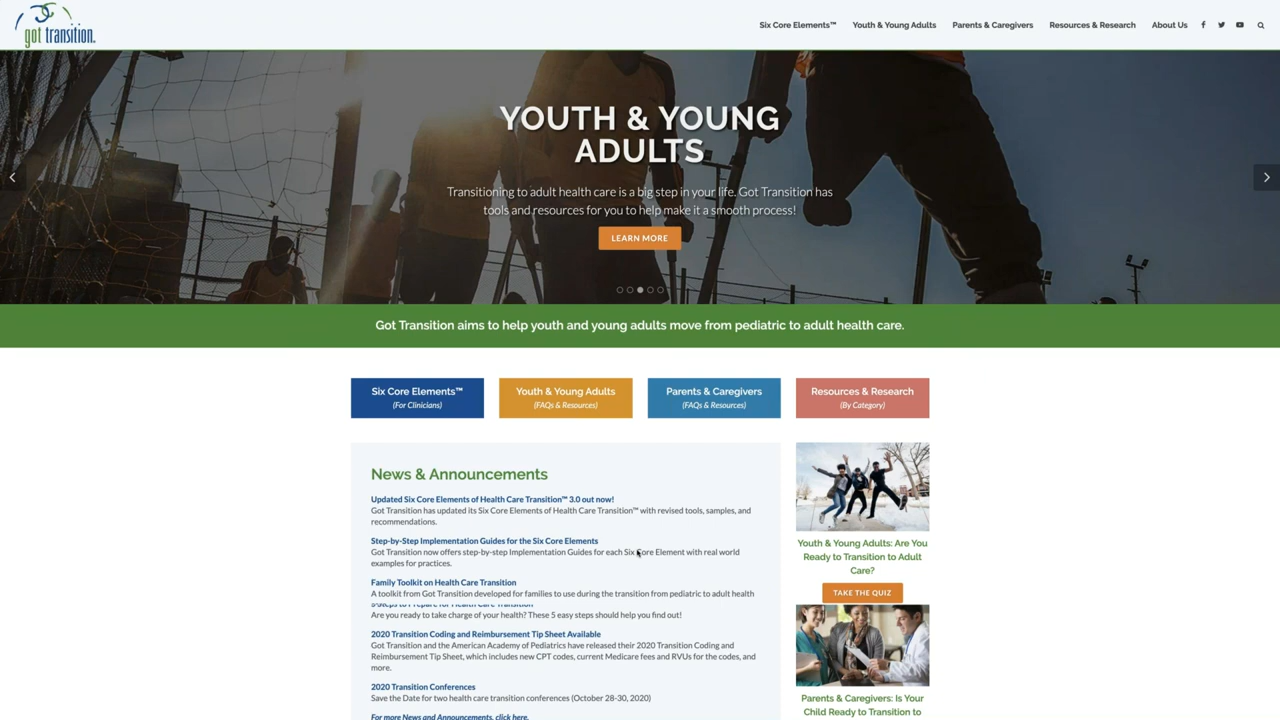 got transition.
Six Core Elements™ Youth & Young Adults Parents & Caregivers Resources & Research About Us
YOUTH & YOUNG
ADULTS
Transitioning to adult health care is a big step in your life. Got Transition has
tools and resources for you to help make it a smooth process!
LEARN MORE
Got Transition aims to help youth and young adults move from pediatric to adult health care.
Six Core Elements™
(For Clinicians)
Youth & Young Adults
(FAQs & Resources)
Parents & Caregivers
(FAQs & Resources)
Resources & Research
(By Category)
News & Announcements
Updated Six Core Elements of Health Care Transition™ 3.0 out now!
Got Transition has updated its Six Core Elements of Health Care Transition™ with revised tools, samples, and
recommendations.
Step-by-Step Implementation Guides for the Six Core Elements
Got Transition now offers step-by-step Implementation Guides for each Six Core Element with real world
examples for practices.
Family Toolkit on Health Care Transition
A toolkit from Got Transition developed for families to use during the transition from pediatric to adult health
to Prepare for Health Care Transition
Are you ready to take charge of your health? These 5 easy steps should help you find out!
2020 Transition Coding and Reimbursement Tip Sheet Available
Got Transition and the American Academy of Pediatrics have released their 2020 Transition Coding and
Reimbursement Tip Sheet, which includes new CPT codes, current Medicare fees and RVUs for the codes, and
more.
2020 Transition Conferences
Save the Date for two health care transition conferences (October 28-30, 2020)
For more News and Announcements, click here.
Youth & Young Adults: Are You
Ready to Transition to Adult
Care?
TAKE THE QUIZ
Parents & Caregivers: Is Your
Child Ready to Transition to